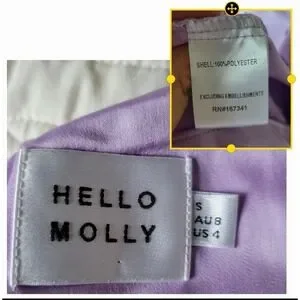 SHELL:100%POLYESTER
EXCLUDING EMBELLISHMENTS
RN#167341
HELLO
MOLLY
S
AU8
US 4